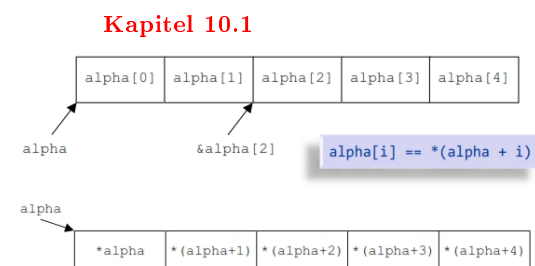 Kapitel 10.1
alpha[0] alpha[1] alpha[2] alpha[3] alpha[4]
alpha &alpha[2] alpha[i] == *(alpha + i)
alpha
*alpha *(alpha+1) *(alpha+2) *(alpha+3) *(alpha+4)